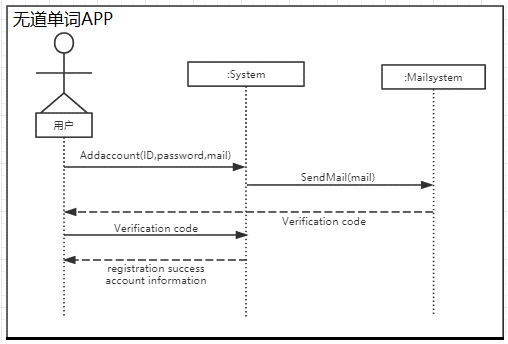 无道单词APP
:System
:Mailsystem
用户
Addaccount(ID,password,mail)
SendMail(mail)
Verification code
Verification code
registration success
account information